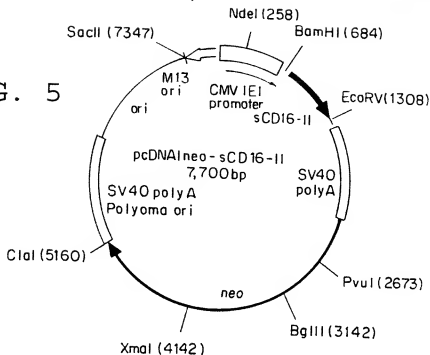 NdeI (258)
SacII (7347)
BamHI (684)
G. 5
M13
ori
CMV IEI
promoter
EcoRV(1308)
ori
sCD16-II
pcDNAIneo-sCD16-II
7,700bp
SV40
polyA
SV40 polyA
Polyoma ori
ClaI (5160)
PvuI (2673)
neo
BglII (3142)
XmaI (4142)